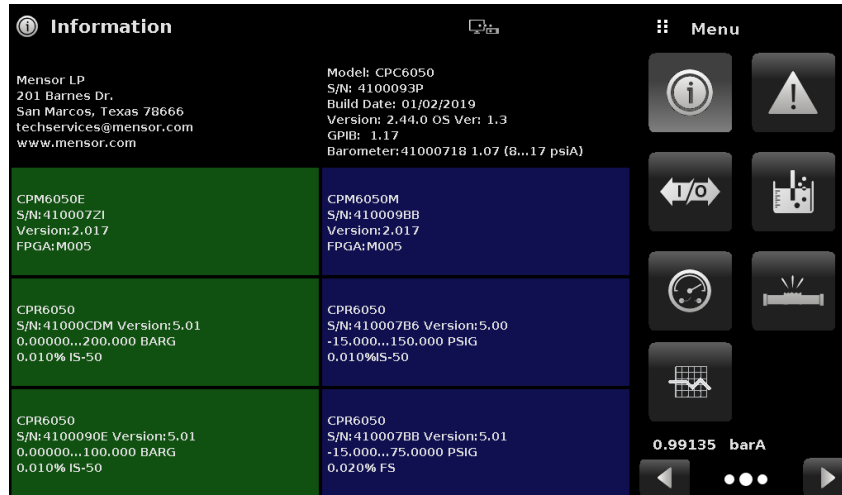 Information
Menu
Mensor LP
201 Barnes Dr.
San Marcos, Texas 78666
techservices@mensor.com
www.mensor.com
Model: CPC6050
S/N: 4100093P
Build Date: 01/02/2019
Version: 2.44.0 OS Ver: 1.3
GPIB: 1.17
Barometer:41000718 1.07 (8...17 psiA)
CPM6050E
S/N:410007ZI
Version:2.017
FPGA:M005
CPM6050M
S/N:410009BB
Version:2.017
FPGA:M005
I/O
CPR6050
S/N:41000CDM Version:5.01
0.00000...200.000 BARG
0.010% IS-50
CPR6050
S/N:410007B6 Version:5.00
-15.000...150.000 PSIG
0.010%IS-50
CPR6050
S/N:4100090E Version:5.01
0.00000...100.000 BARG
0.010% IS-50
CPR6050
S/N:410007BB Version:5.01
-15.000...75.0000 PSIG
0.020% FS
0.99135 barA